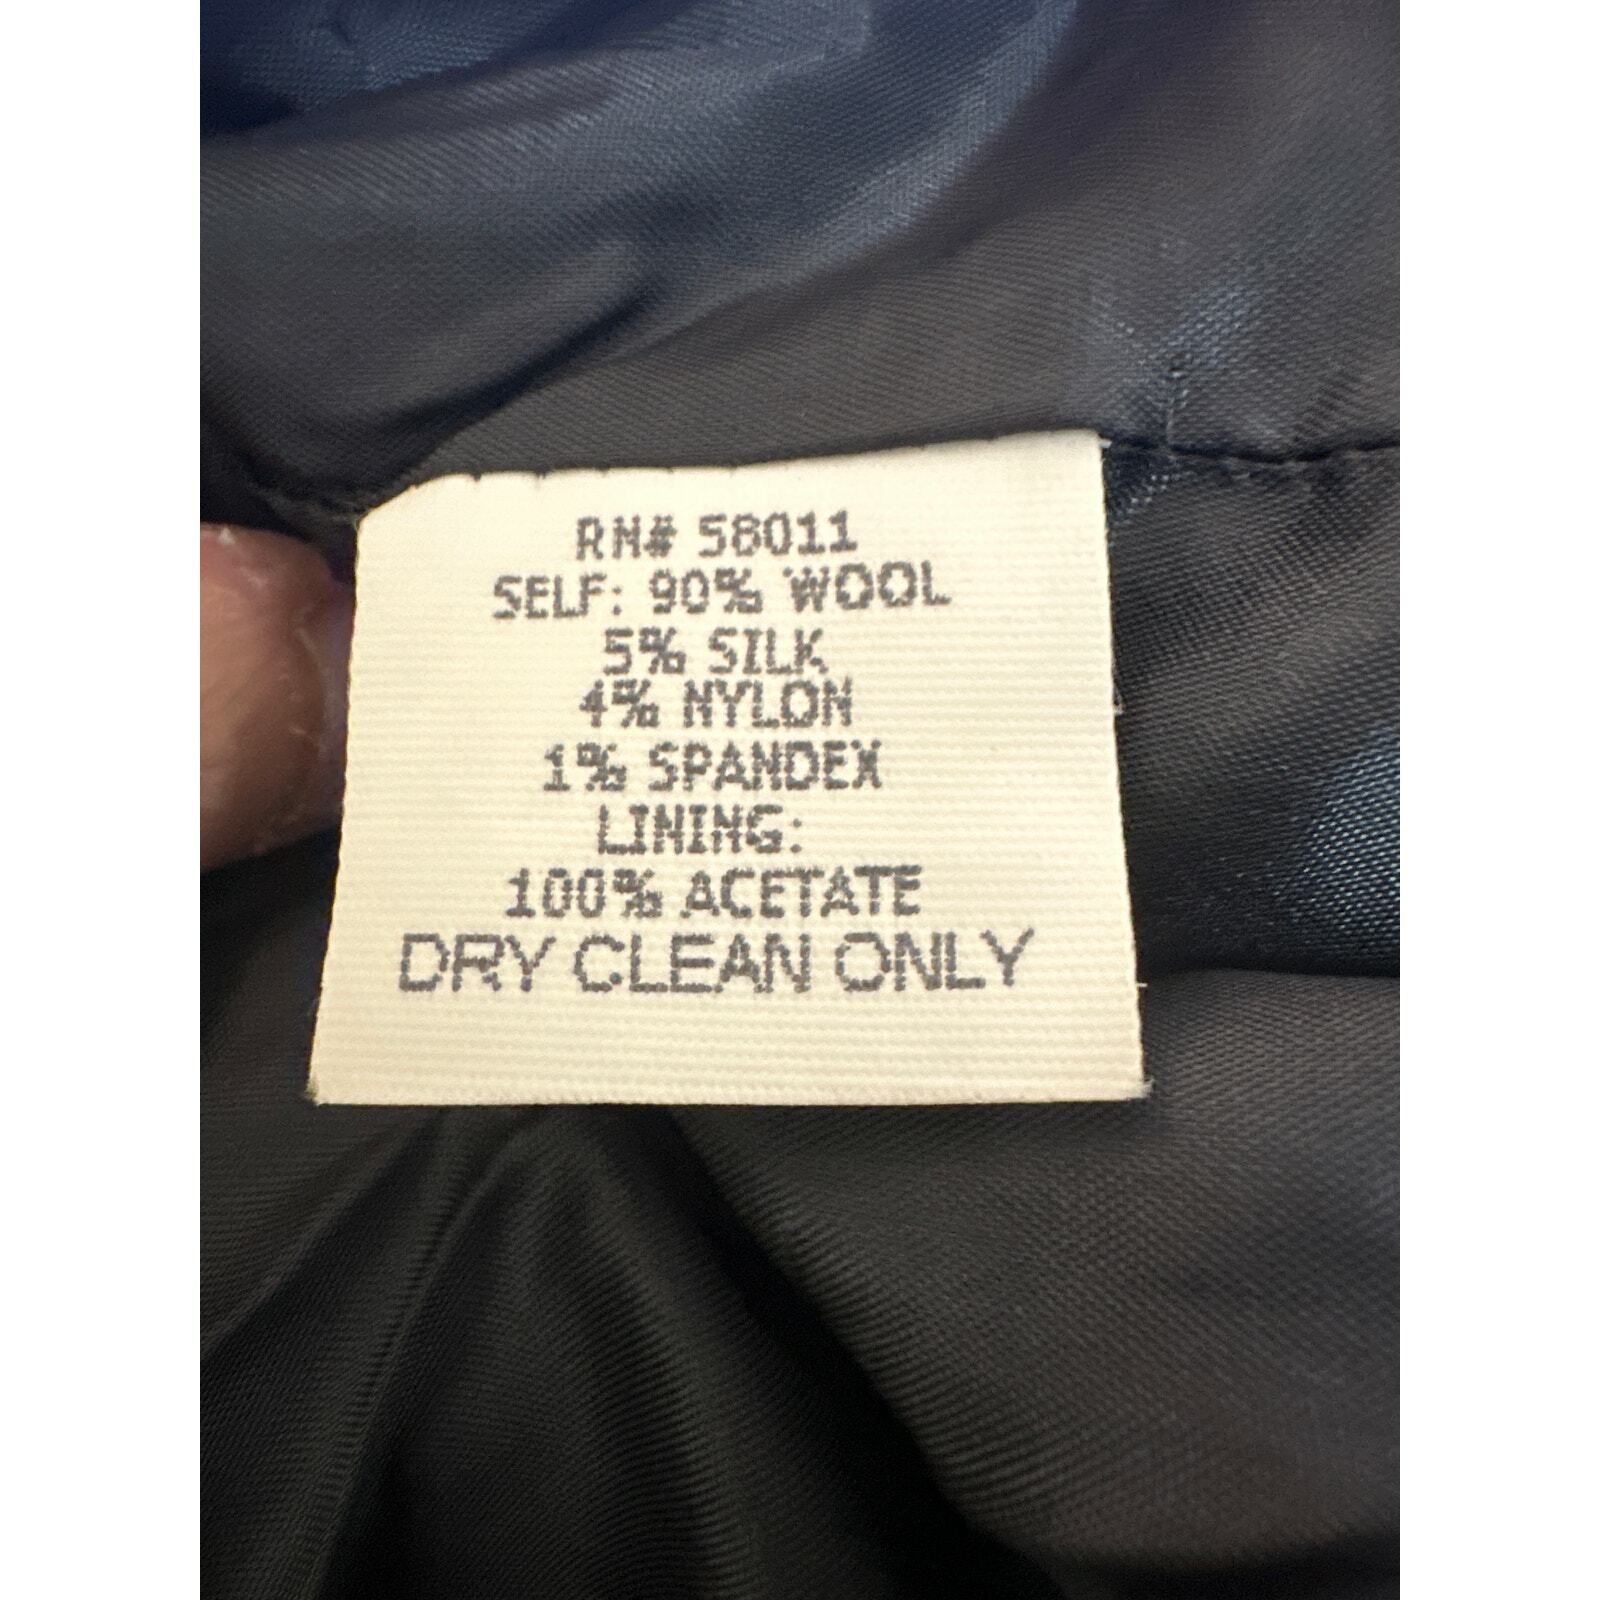 RN# 58011
SELF: 90% WOOL
5% SILK
4% NYLON
1% SPANDEX
LINING:
100% ACETATE
DRY CLEAN ONLY